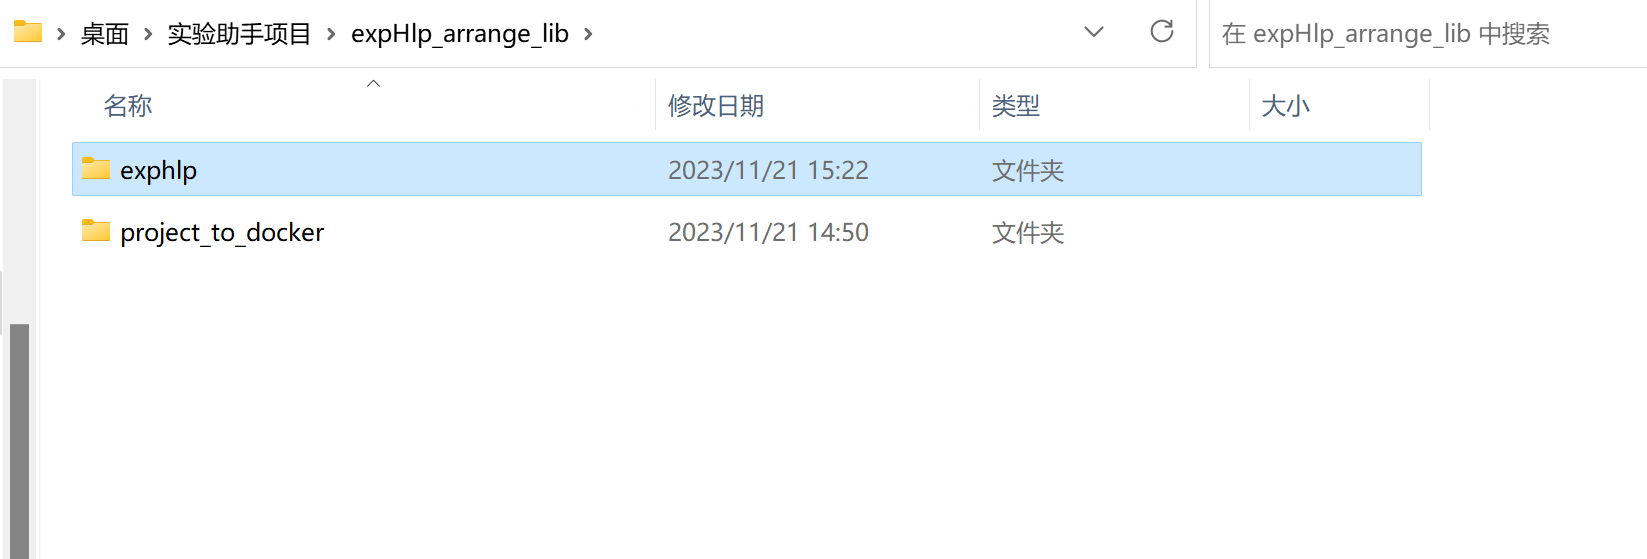 桌面 实验助手项目 expHlp_arrange_lib 在 expHlp_arrange_lib 中搜索
名称 修改日期 类型 大小
exphlp 2023/11/21 15:22 文件夹
project_to_docker 2023/11/21 14:50 文件夹